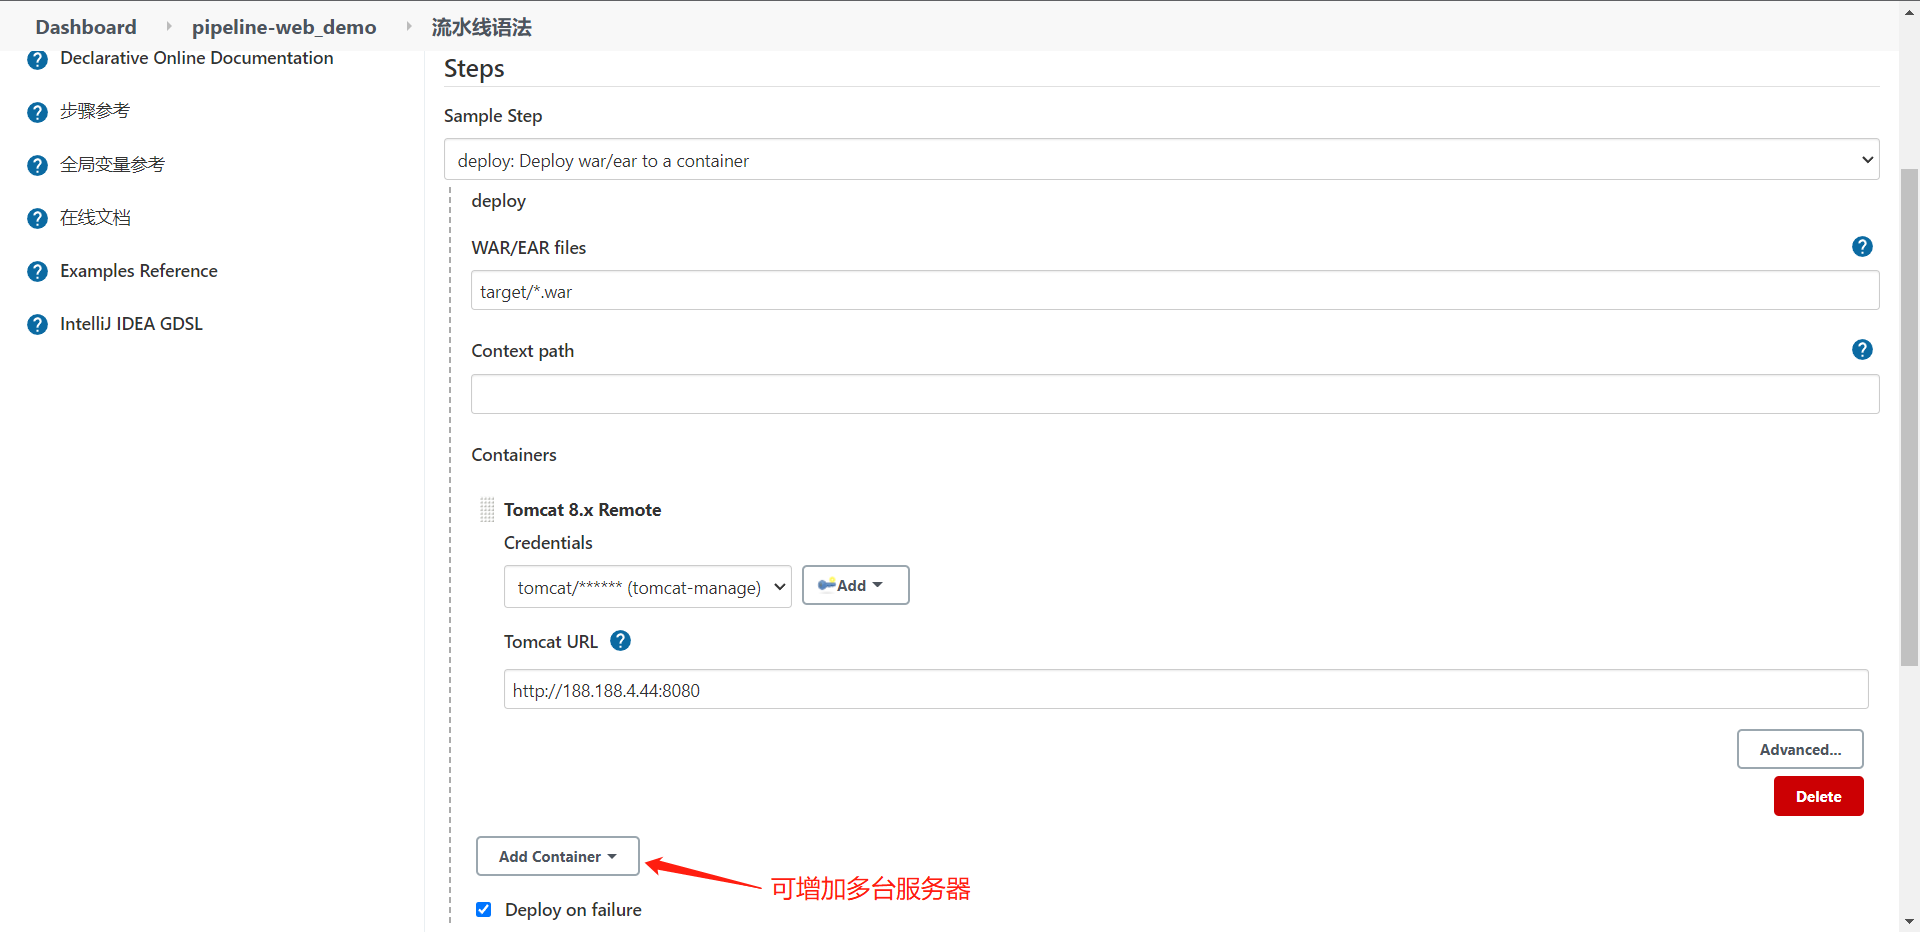 Dashboard
pipeline-web_demo
流水线语法
Declarative Online Documentation
步骤参考
全局变量参考
在线文档
Examples Reference
IntelliJ IDEA GDSL
Steps
Sample Step
deploy: Deploy war/ear to a container
deploy
WAR/EAR files
target/*.war
Context path
Containers
Tomcat 8.x Remote
Credentials
tomcat/****** (tomcat-manage)
Add
Tomcat URL
http://188.188.4.44:8080
Advanced...
Delete
Add Container
可增加多台服务器
Deploy on failure